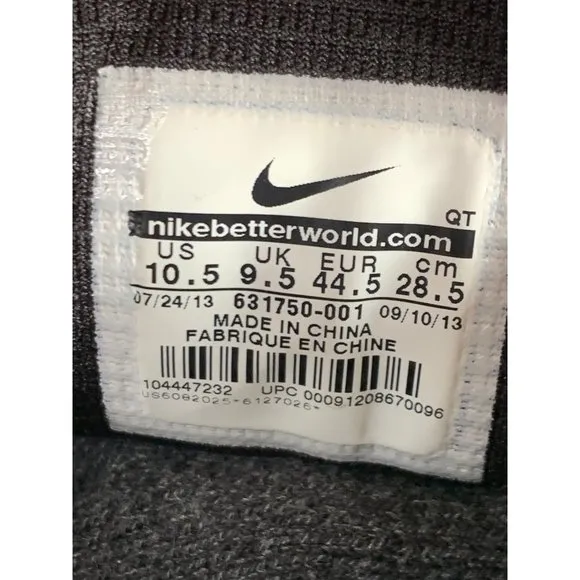 QT
nikebetterworld.com
US UK EUR cm
10.5 9.5 44.5 28.5
07/24/13 631750-001 09/10/13
MADE IN CHINA
FABRIQUE EN CHINE
104447232 UPC 00091208670096
US6082025*6127026*